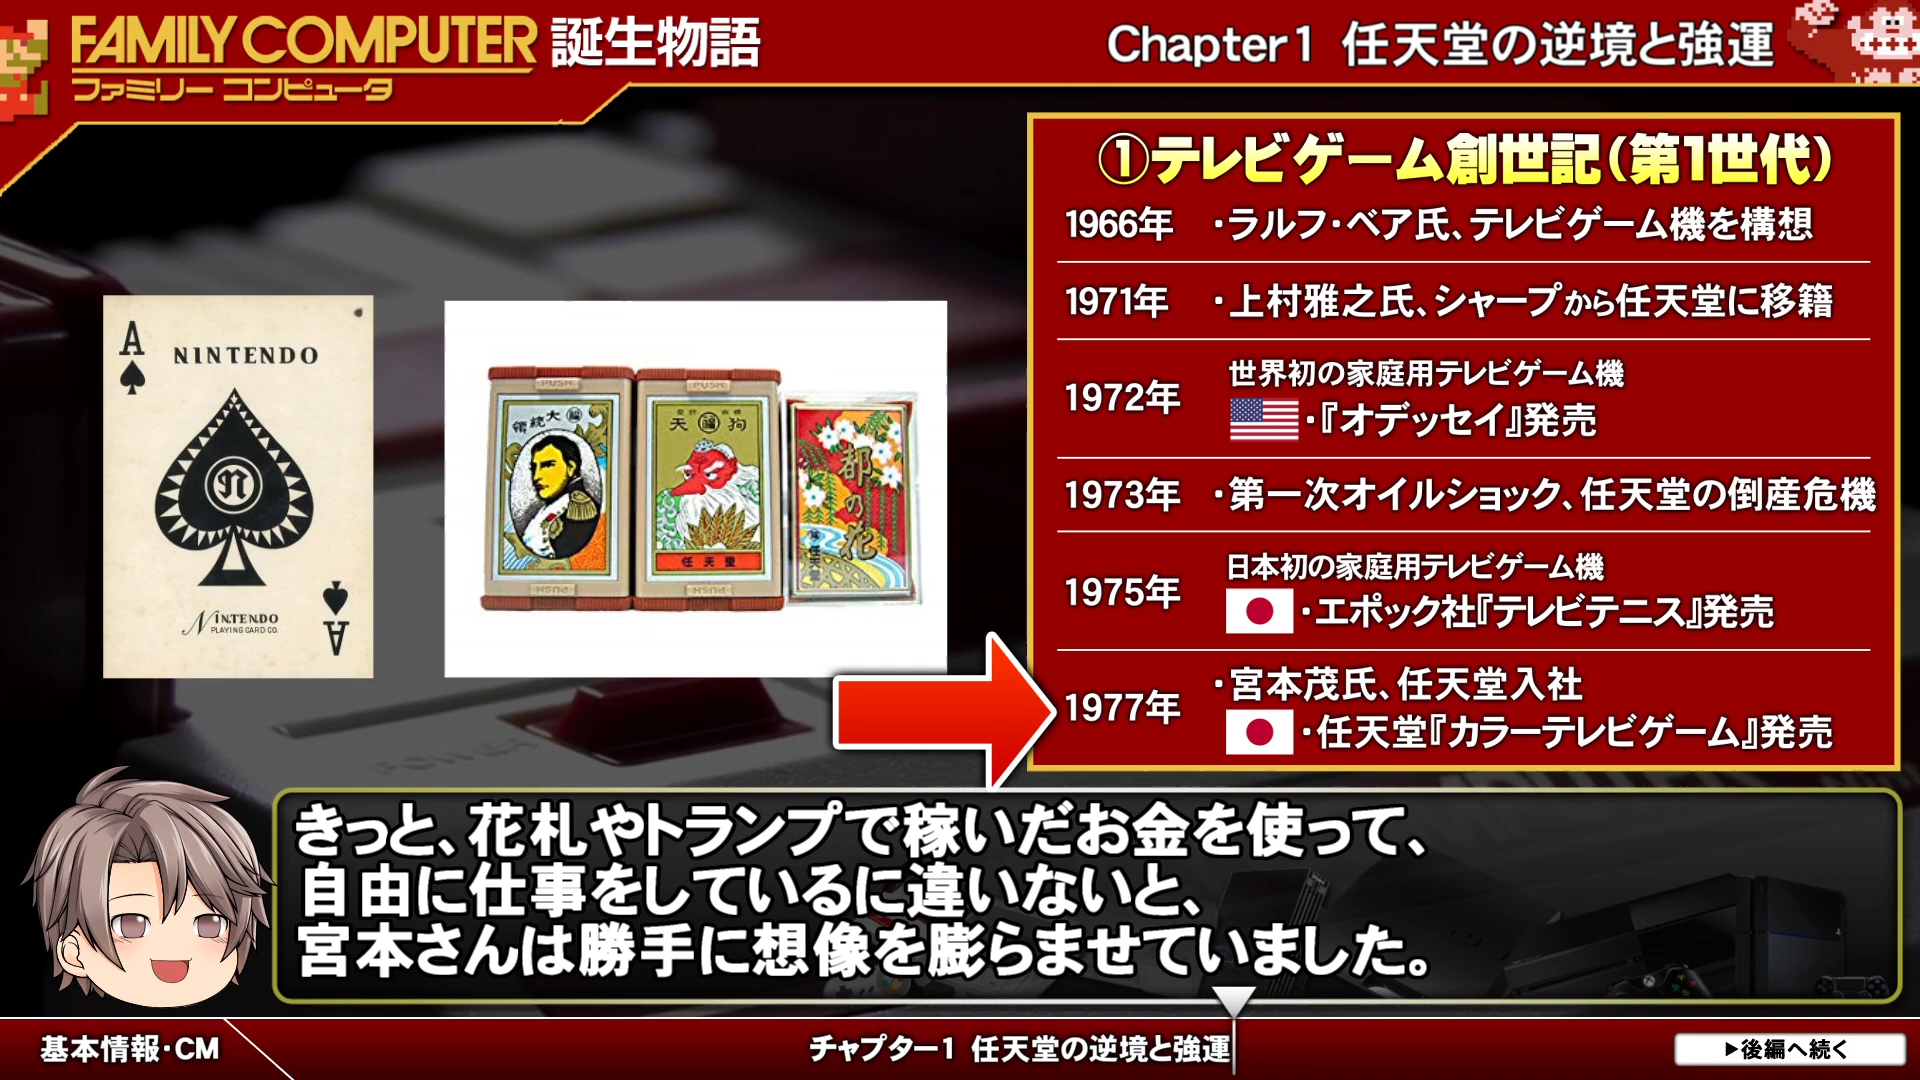 FAMILY COMPUTER 誕生物語
ファミリー コンピュータ
Chapter1 任天堂の逆境と強運
①テレビゲーム創世記(第1世代)
1966年 ・ラルフ・ベア氏、テレビゲーム機を構想
1971年 ・上村雅之氏、シャープから任天堂に移籍
1972年 世界初の家庭用テレビゲーム機
・『オデッセイ』発売
1973年 ・第一次オイルショック、任天堂の倒産危機
1975年 日本初の家庭用テレビゲーム機
・エポック社『テレビテニス』発売
1977年 ・宮本茂氏、任天堂入社
・任天堂『カラーテレビゲーム』発売
A
NINTENDO
NINTENDO
PLAYING CARD CO.
A
PUSH
大統領
PUSH
PUSH
天狗
任天堂
PUSH
都の花
任天堂
POWER
きっと、花札やトランプで稼いだお金を使って、
自由に仕事をしているに違いないと、
宮本さんは勝手に想像を膨らませていました。
基本情報・CM
チャプター1 任天堂の逆境と強運
▶後編へ続く